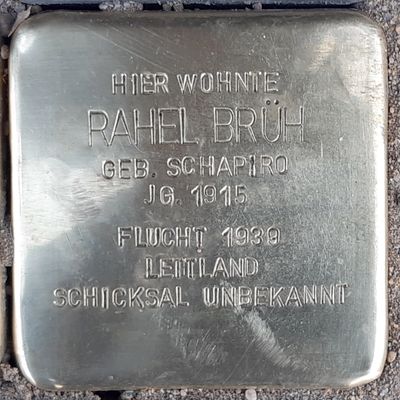 HIER WOHNTE
RAHEL BRÜH
GEB. SCHAPIRO
JG. 1915
FLUCHT 1939
LETTLAND
SCHICKSAL UNBEKANNT